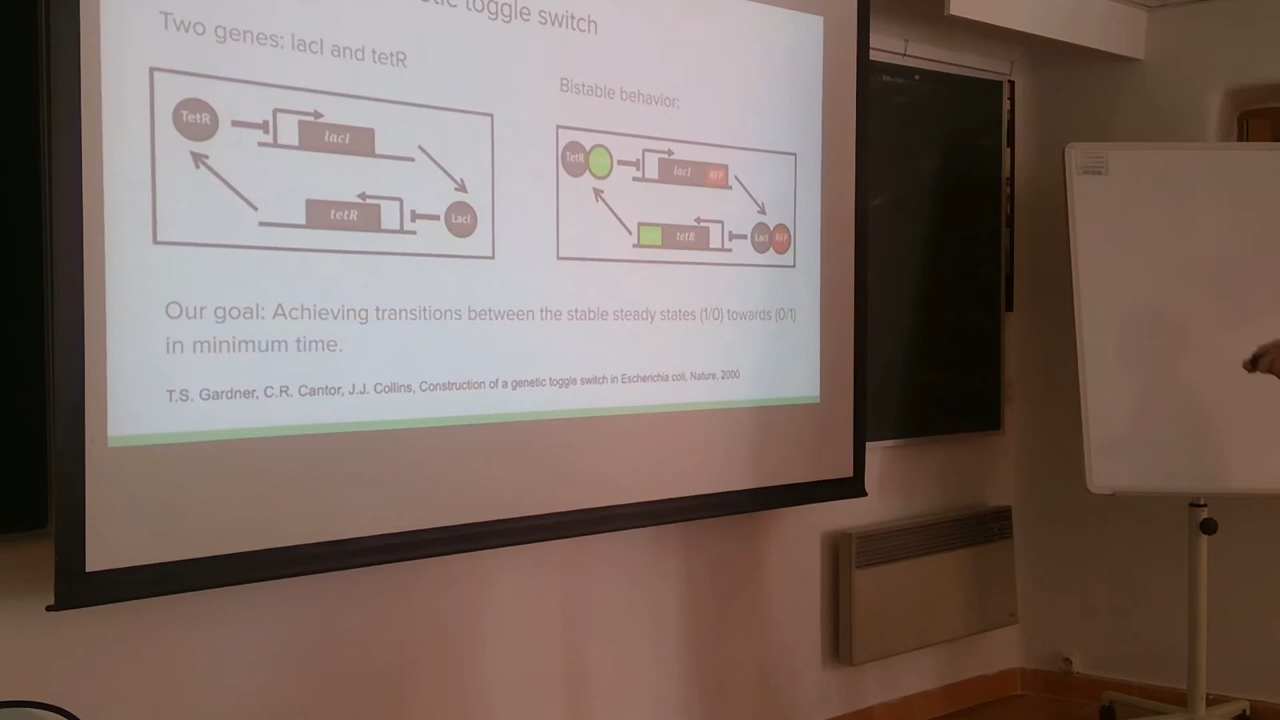 toggle switch
Two genes: lacI and tetR
TetR
lacI
tetR
LacI
Bistable behavior:
TetR
lacI RFP
tetR
LacI RFP
Our goal: Achieving transitions between the stable steady states (1/0) towards (0/1)
in minimum time.
T.S. Gardner, C.R. Cantor, J.J. Collins, Construction of a genetic toggle switch in Escherichia coli, Nature, 2000